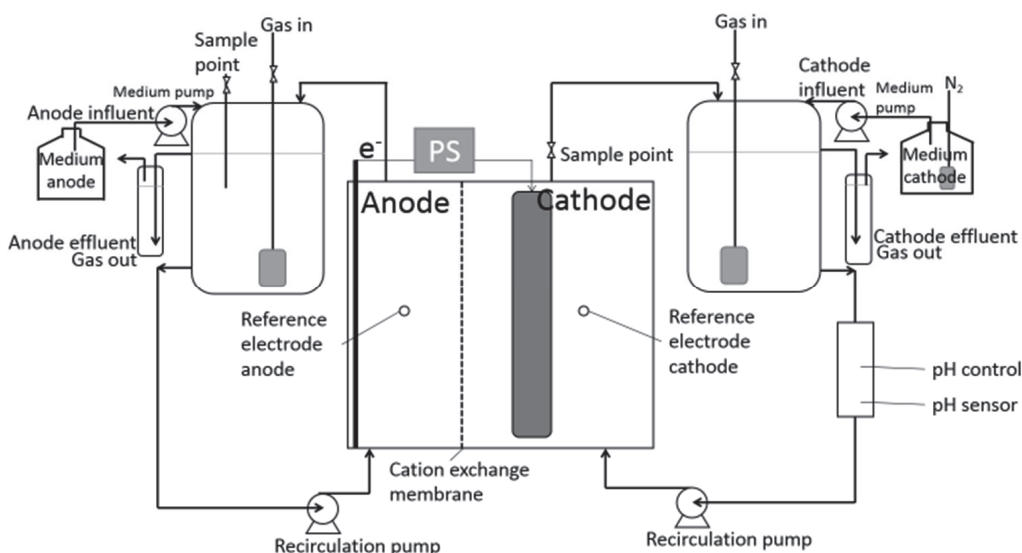 Gas in
Sample
point
Medium pump
Anode influent
Medium
anode
Anode effluent
Gas out
e-
PS
Anode
Cathode
Sample point
Gas in
Cathode
influent
Medium
pump
N2
Medium
cathode
Cathode effluent
Gas out
Reference
electrode
anode
Reference
electrode
cathode
pH control
pH sensor
Cation exchange
membrane
Recirculation pump
Recirculation pump